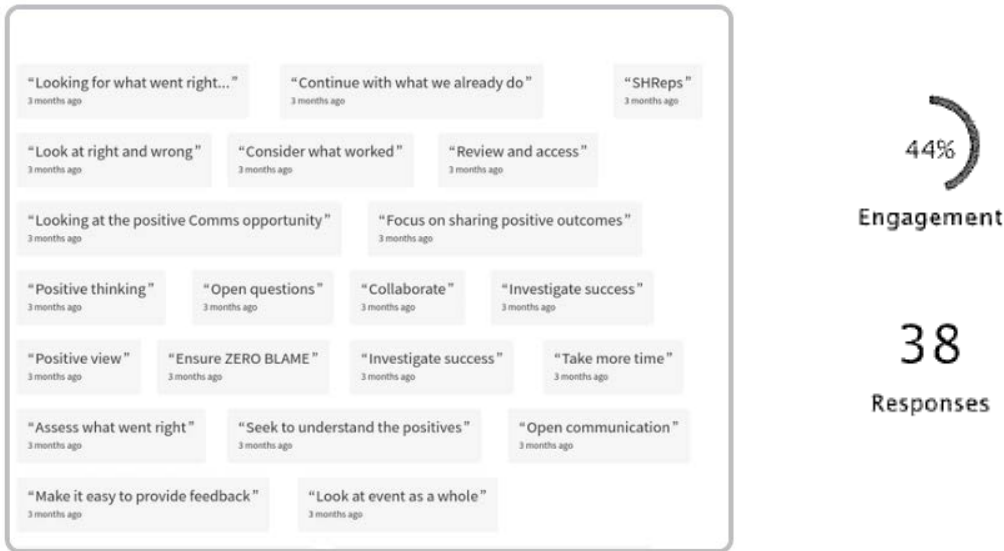 “Looking for what went right...”
3 months ago
“Continue with what we already do”
3 months ago
“SHReps”
3 months ago
“Look at right and wrong”
3 months ago
“Consider what worked”
3 months ago
“Review and access”
3 months ago
“Looking at the positive Comms opportunity”
3 months ago
“Focus on sharing positive outcomes”
3 months ago
“Positive thinking”
3 months ago
“Open questions”
3 months ago
“Collaborate”
3 months ago
“Investigate success”
3 months ago
“Positive view”
3 months ago
“Ensure ZERO BLAME”
3 months ago
“Investigate success”
3 months ago
“Take more time”
3 months ago
“Assess what went right”
3 months ago
“Seek to understand the positives”
3 months ago
“Open communication”
3 months ago
“Make it easy to provide feedback”
3 months ago
“Look at event as a whole”
3 months ago
44%
Engagement
38
Responses